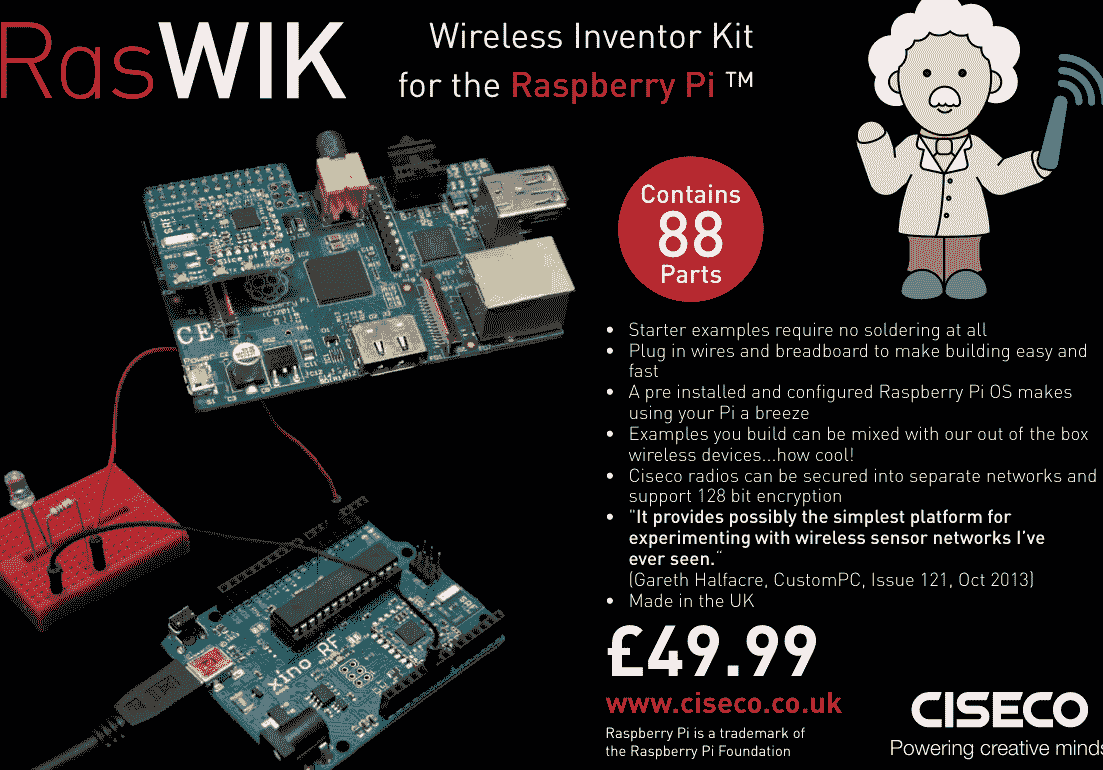 RasWIK
Wireless Inventor Kit
for the Raspberry Pi ™
Contains
88
Parts
• Starter examples require no soldering at all
• Plug in wires and breadboard to make building easy and
fast
• A pre installed and configured Raspberry Pi OS makes
using your Pi a breeze
• Examples you build can be mixed with our out of the box
wireless devices...how cool!
• Ciseco radios can be secured into separate networks and
support 128 bit encryption
• "It provides possibly the simplest platform for
experimenting with wireless sensor networks I've
ever seen."
(Gareth Halfacre, CustomPC, Issue 121, Oct 2013)
• Made in the UK
£49.99
www.ciseco.co.uk
Raspberry Pi is a trademark of
the Raspberry Pi Foundation
CISECO
Powering creative minds
CE
SRF
xino RF
SRF